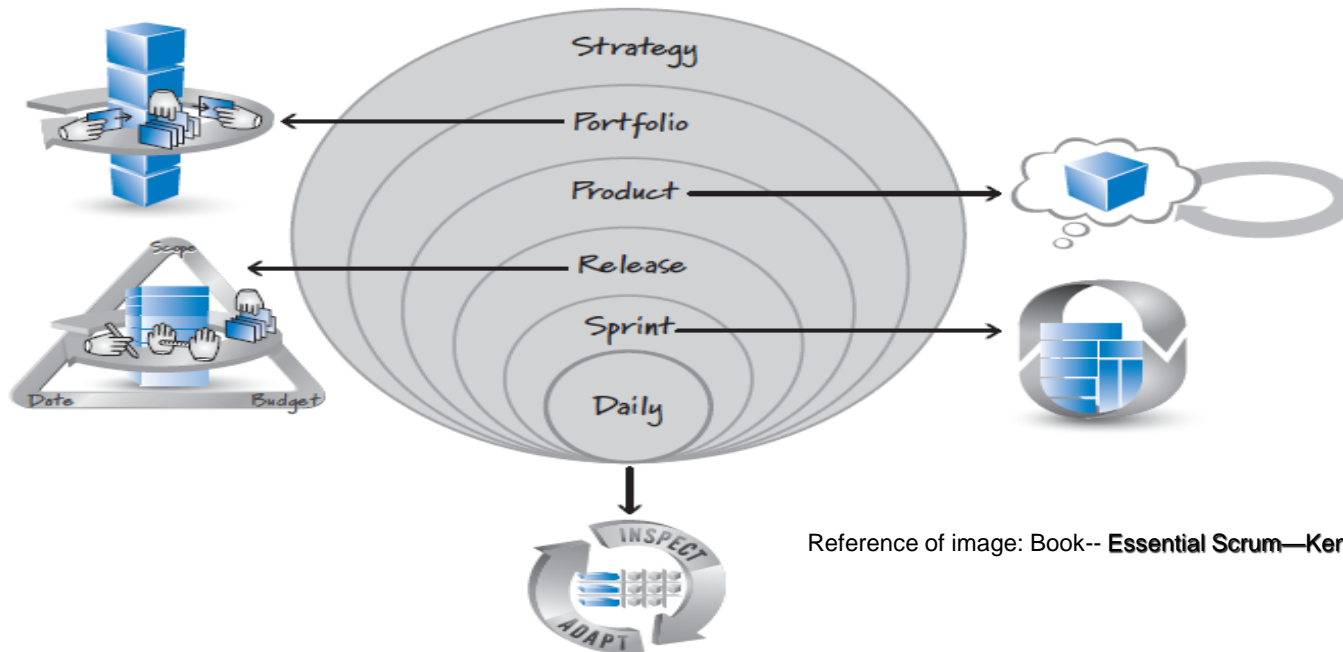 Strategy
Portfolio
Product
Scope
Release
Sprint
Date
Budget
Daily
INSPECT
Reference of image: Book-- Essential Scrum—Ker
ADAPT